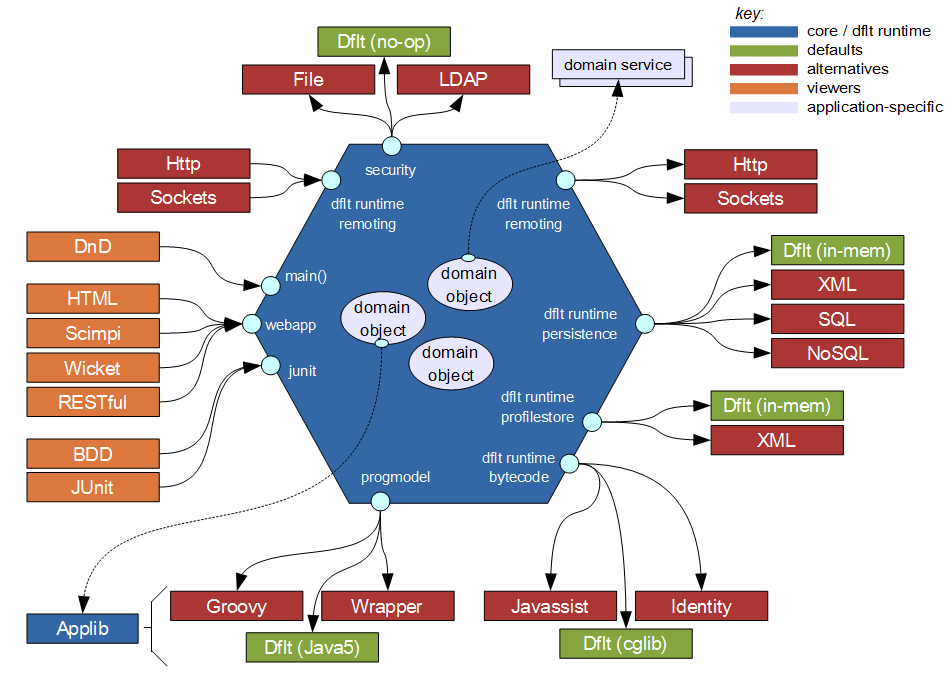 key:
core / dflt runtime
defaults
alternatives
viewers
application-specific
Dflt (no-op)
File
LDAP
domain service
security
Http
Sockets
dflt runtime
remoting
dflt runtime
remoting
Http
Sockets
DnD
main()
HTML
Scimpi
Wicket
RESTful
webapp
BDD
JUnit
junit
domain
object
domain
object
domain
object
dflt runtime
persistence
Dflt (in-mem)
XML
SQL
NoSQL
dflt runtime
profilestore
Dflt (in-mem)
XML
dflt runtime
bytecode
progmodel
Applib
Groovy
Wrapper
Dflt (Java5)
Javassist
Identity
Dflt (cglib)